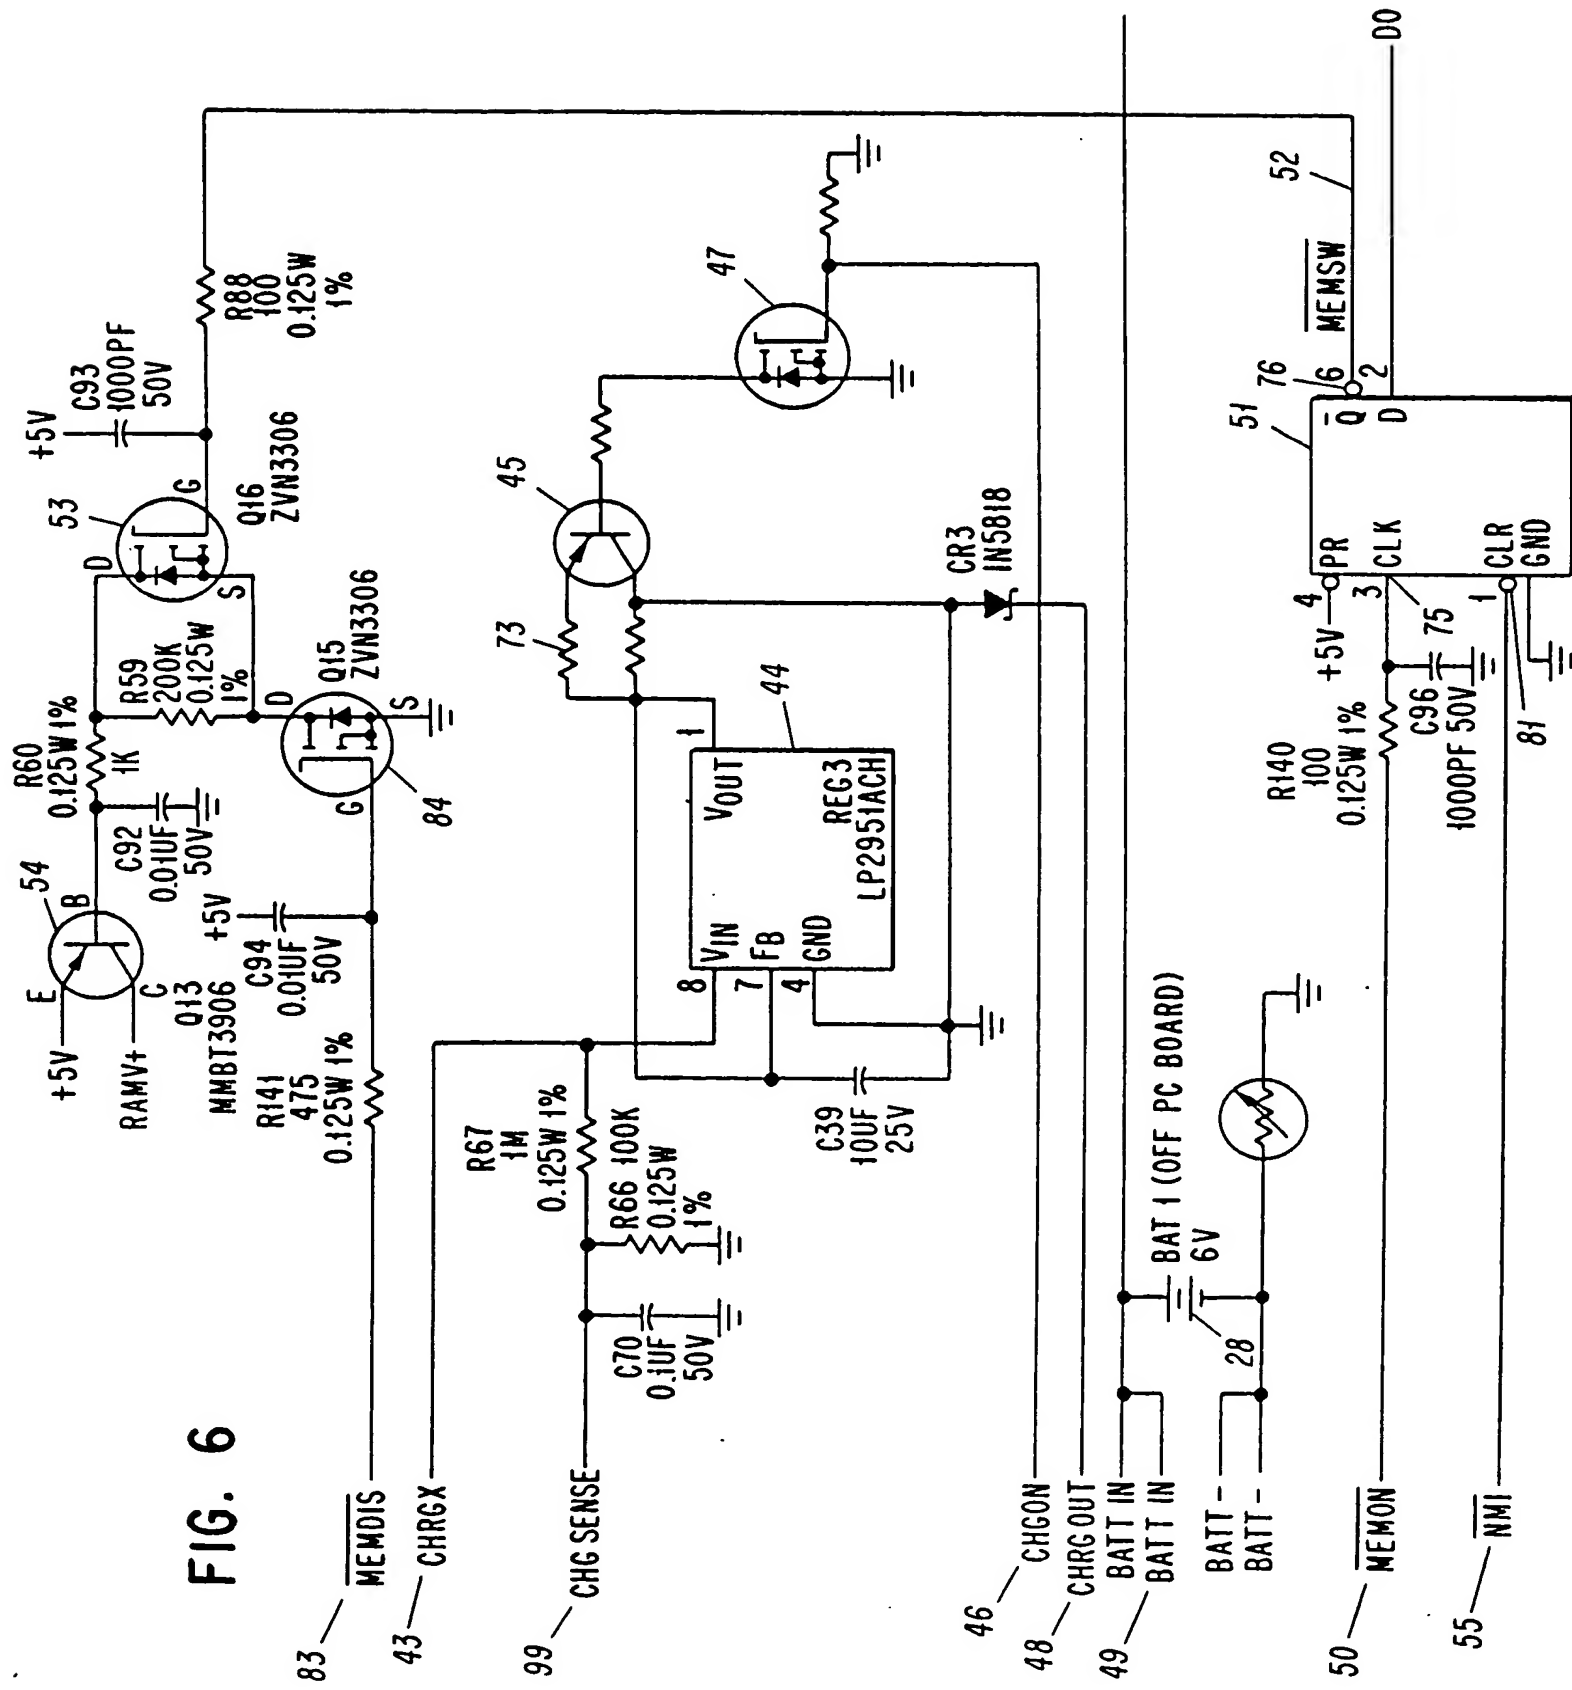 FIG. 6
+5V
C93
1000PF
50V
R88
100
0.125W
1%
53
D
G
S
Q16
ZVN3306
R60
0.125W 1%
1K
R59
200K
0.125W
1%
54
E
B
C
+5V
RAMV+
Q13
MMBT3906
C92
0.01UF
50V
+5V
C94
0.01UF
50V
D
Q15
ZVN3306
S
G
84
R141
475
0.125W 1%
83
MEMDIS
43
CHRGX
99
CHG SENSE
R67
1M
0.125W 1%
R66 100K
0.125W
1%
C70
0.1UF
50V
45
47
73
44
1
VOUT
REG3
LP2951ACH
VIN
FB
GND
8
7
4
C39
10UF
25V
CR3
1N5818
46
CHGON
48
CHRG OUT
49
BATT IN
BATT IN
BATT -
BATT -
BAT 1 (OFF PC BOARD)
6V
28
50
MEMON
55
NMI
R140
100
0.125W 1%
C96
1000PF 50V
75
81
+5V
4
3
1
PR
CLK
CLR
GND
Q
D
51
76
6
2
MEMSW
52
D0